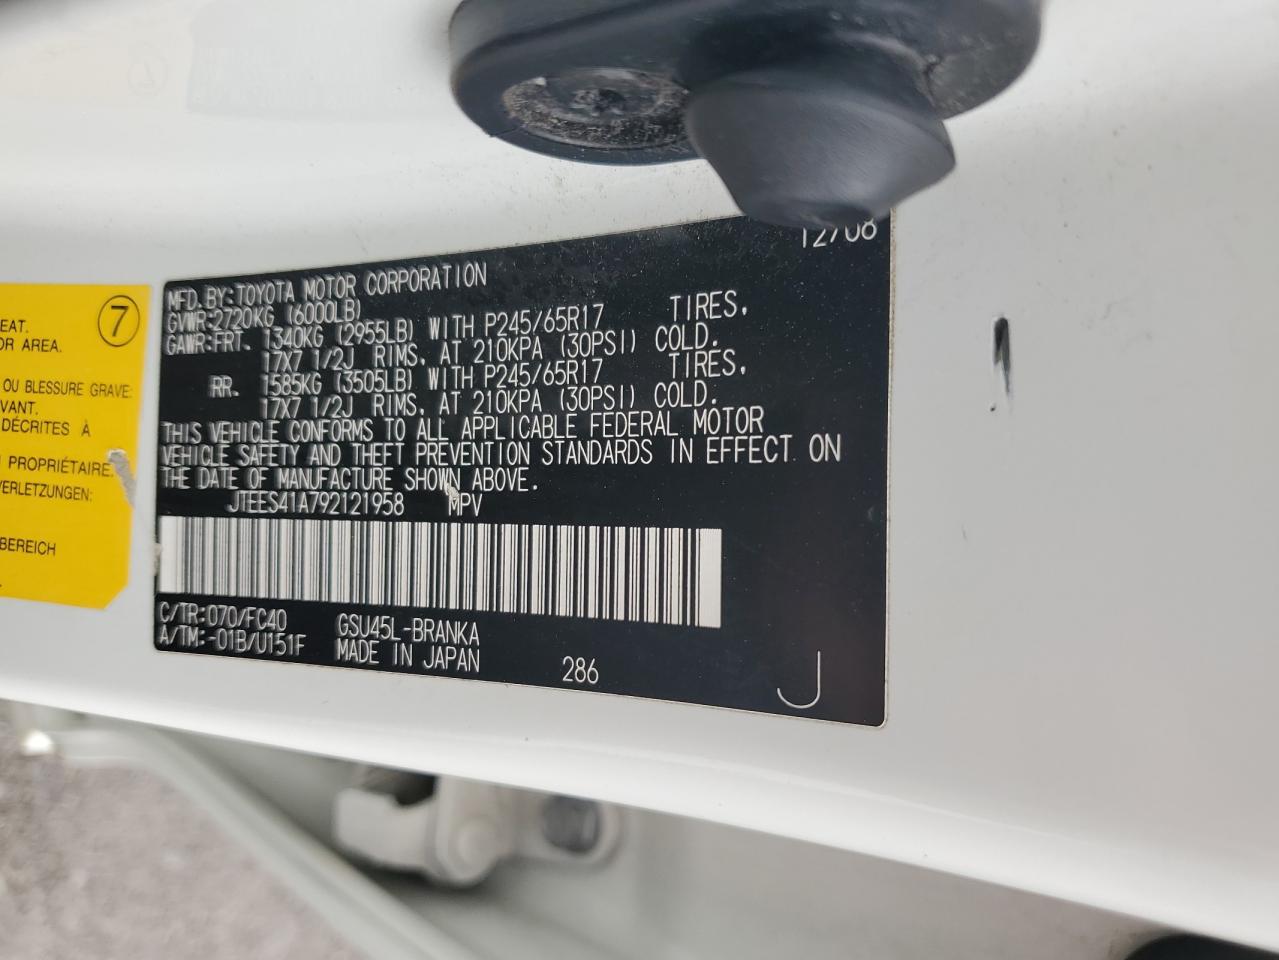 12/08
MFD. BY: TOYOTA MOTOR CORPORATION
GVWR: 2720KG (6000LB)
GAWR: FRT. 1340KG (2955LB) WITH P245/65R17 TIRES,
17X7 1/2J RIMS, AT 210KPA (30PSI) COLD.
RR. 1585KG (3505LB) WITH P245/65R17 TIRES,
17X7 1/2J RIMS, AT 210KPA (30PSI) COLD.
THIS VEHICLE CONFORMS TO ALL APPLICABLE FEDERAL MOTOR
VEHICLE SAFETY AND THEFT PREVENTION STANDARDS IN EFFECT ON
THE DATE OF MANUFACTURE SHOWN ABOVE.
JTEES41A792121958 MPV
C/TR: 070/FC40 GSU45L-BRANKA
A/TM: -01B/U151F MADE IN JAPAN
286
J
7
EAT.
OR AREA.
OU BLESSURE GRAVE:
VANT.
DÉCRITES À
PROPRIÉTAIRE.
VERLETZUNGEN:
BEREICH